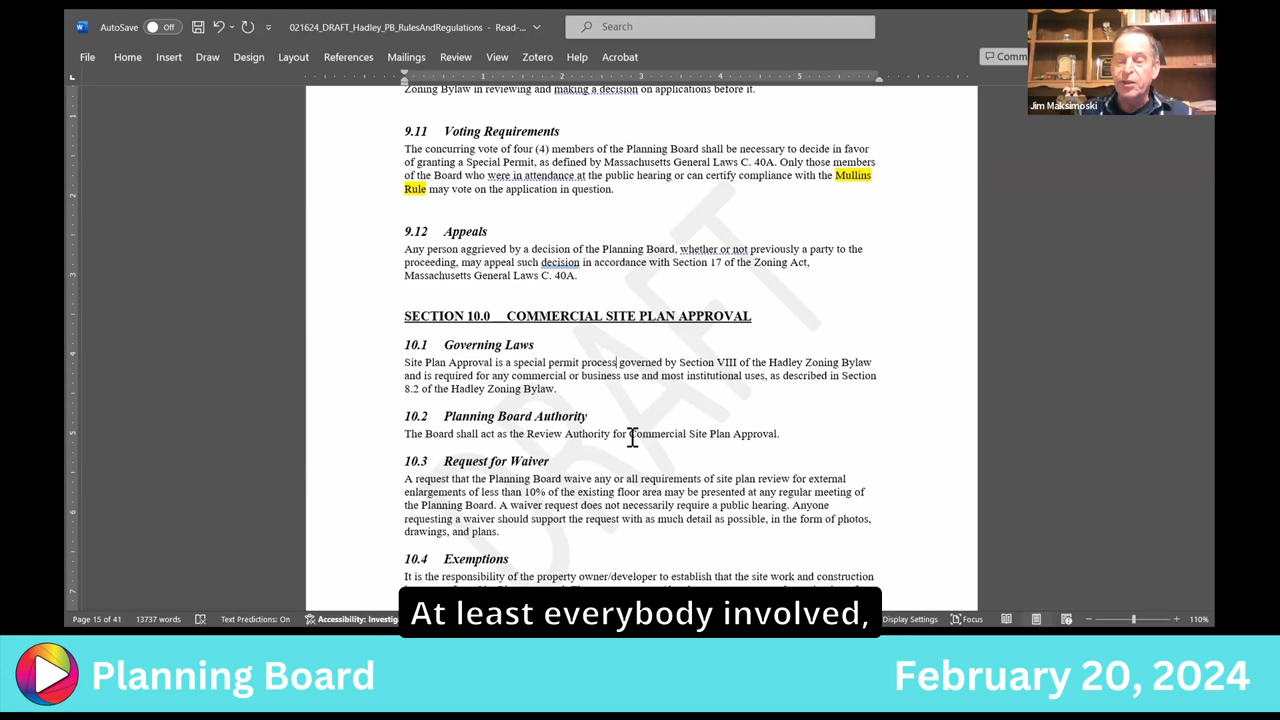 AutoSave Off 021624_DRAFT_Hadley_PB_RulesAndRegulations - Read-... Search
File Home Insert Draw Design Layout References Mailings Review View Zotero Help Acrobat
Jim Maksimoski
1 2 3 4 5
Zoning Bylaw in reviewing and making a decision on applications before it.
9.11 Voting Requirements
The concurring vote of four (4) members of the Planning Board shall be necessary to decide in favor
of granting a Special Permit, as defined by Massachusetts General Laws C. 40A. Only those members
of the Board who were in attendance at the public hearing or can certify compliance with the Mullins
Rule may vote on the application in question.
9.12 Appeals
Any person aggrieved by a decision of the Planning Board, whether or not previously a party to the
proceeding, may appeal such decision in accordance with Section 17 of the Zoning Act,
Massachusetts General Laws C. 40A.
SECTION 10.0 COMMERCIAL SITE PLAN APPROVAL
10.1 Governing Laws
Site Plan Approval is a special permit process governed by Section VIII of the Hadley Zoning Bylaw
and is required for any commercial or business use and most institutional uses, as described in Section
8.2 of the Hadley Zoning Bylaw.
10.2 Planning Board Authority
The Board shall act as the Review Authority for Commercial Site Plan Approval.
10.3 Request for Waiver
A request that the Planning Board waive any or all requirements of site plan review for external
enlargements of less than 10% of the existing floor area may be presented at any regular meeting of
the Planning Board. A waiver request does not necessarily require a public hearing. Anyone
requesting a waiver should support the request with as much detail as possible, in the form of photos,
drawings, and plans.
10.4 Exemptions
It is the responsibility of the property owner/developer to establish that the site work and construction
DRAFT
At least everybody involved,
Page 15 of 41 13737 words Text Predictions: On Display Settings Focus 110%
Planning Board
February 20, 2024